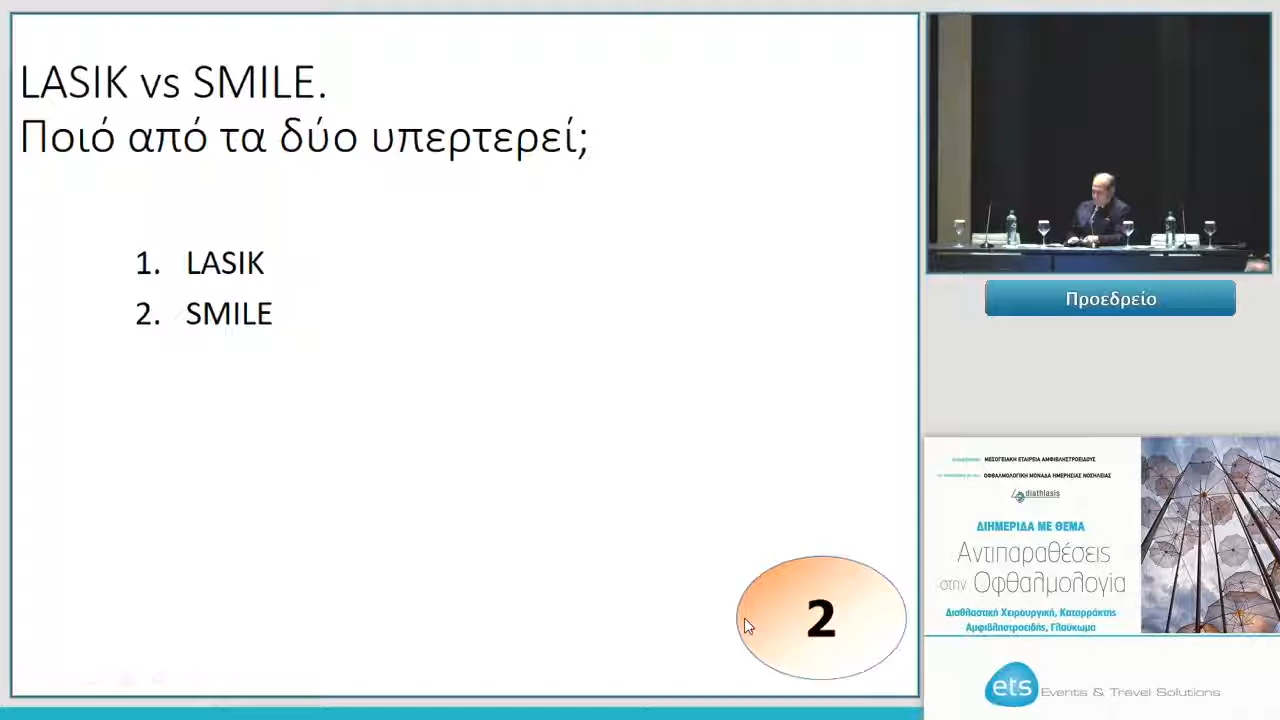 LASIK vs SMILE.
Ποιό από τα δύο υπερτερεί;
1. LASIK
2. SMILE
2
Προεδρείο
ΜΕΣΟΓΕΙΑΚΗ ΕΤΑΙΡΕΙΑ ΑΜΦΙΒΛΗΣΤΡΟΕΙΔΟΥΣ
ΟΦΘΑΛΜΟΛΟΓΙΚΗ ΜΟΝΑΔΑ ΗΜΕΡΗΣΙΑΣ ΝΟΣΗΛΕΙΑΣ
diathlasis
ΔΙΗΜΕΡΙΔΑ ΜΕ ΘΕΜΑ
Αντιπαραθέσεις
στην Οφθαλμολογία
Διαθλαστική Χειρουργική, Καταρράκτης
Αμφιβληστροειδής, Γλαύκωμα
ets Events & Travel Solutions